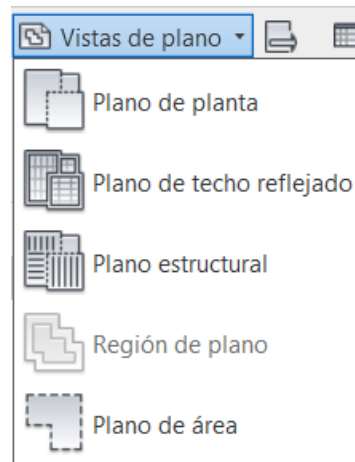 Vistas de plano
Plano de planta
Plano de techo reflejado
Plano estructural
Región de plano
Plano de área